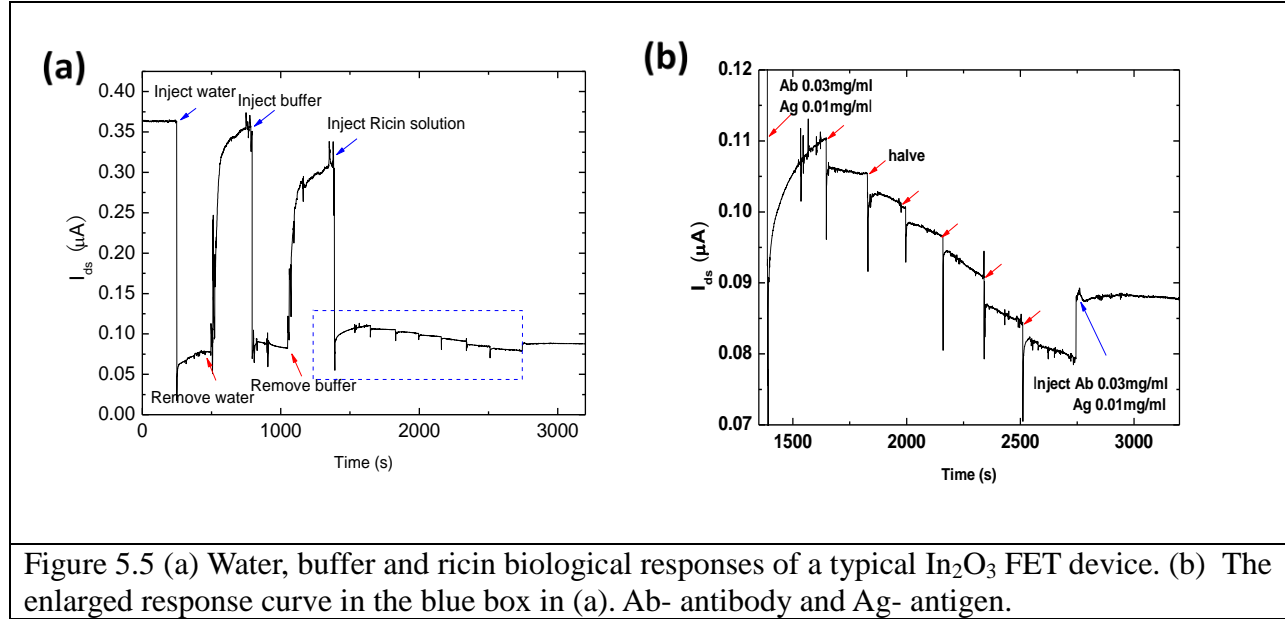 (a)
0.40
0.35
0.30
0.25
0.20
0.15
0.10
0.05
0.00
I_ds (μA)
Inject water
Inject buffer
Inject Ricin solution
Remove water
Remove buffer
0 1000 2000 3000
Time (s)
(b)
0.12
0.11
0.10
0.09
0.08
0.07
I_ds (μA)
Ab 0.03mg/ml
Ag 0.01mg/ml
halve
Inject Ab 0.03mg/ml
Ag 0.01mg/ml
1500 2000 2500 3000
Time (s)
Figure 5.5 (a) Water, buffer and ricin biological responses of a typical In₂O₃ FET device. (b) The
enlarged response curve in the blue box in (a). Ab- antibody and Ag- antigen.